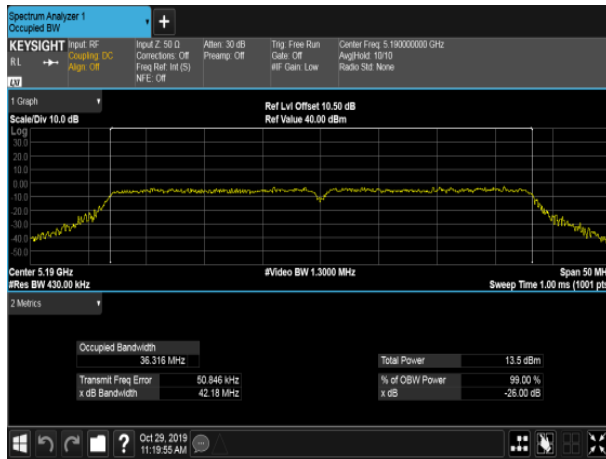 Spectrum Analyzer 1
Occupied BW
+
KEYSIGHT
RL
LXI
Input: RF
Coupling: DC
Align: Off
Input Z: 50 Ω
Corrections: Off
Freq Ref: Int (S)
NFE: Off
Atten: 30 dB
Preamp: Off
Trig: Free Run
Gate: Off
#IF Gain: Low
Center Freq: 5.190000000 GHz
Avg|Hold: 10/10
Radio Std: None
1 Graph
Scale/Div 10.0 dB
Ref Lvl Offset 10.50 dB
Ref Value 40.00 dBm
Log
30.0
20.0
10.0
0.00
-10.0
-20.0
-30.0
-40.0
-50.0
Center 5.19 GHz
#Res BW 430.00 kHz
#Video BW 1.3000 MHz
Span 50 MH
Sweep Time 1.00 ms (1001 pts
2 Metrics
Occupied Bandwidth
36.316 MHz
Total Power 13.5 dBm
Transmit Freq Error 50.846 kHz
% of OBW Power 99.00 %
x dB Bandwidth 42.18 MHz
x dB -26.00 dB
?
Oct 29, 2019
11:19:55 AM